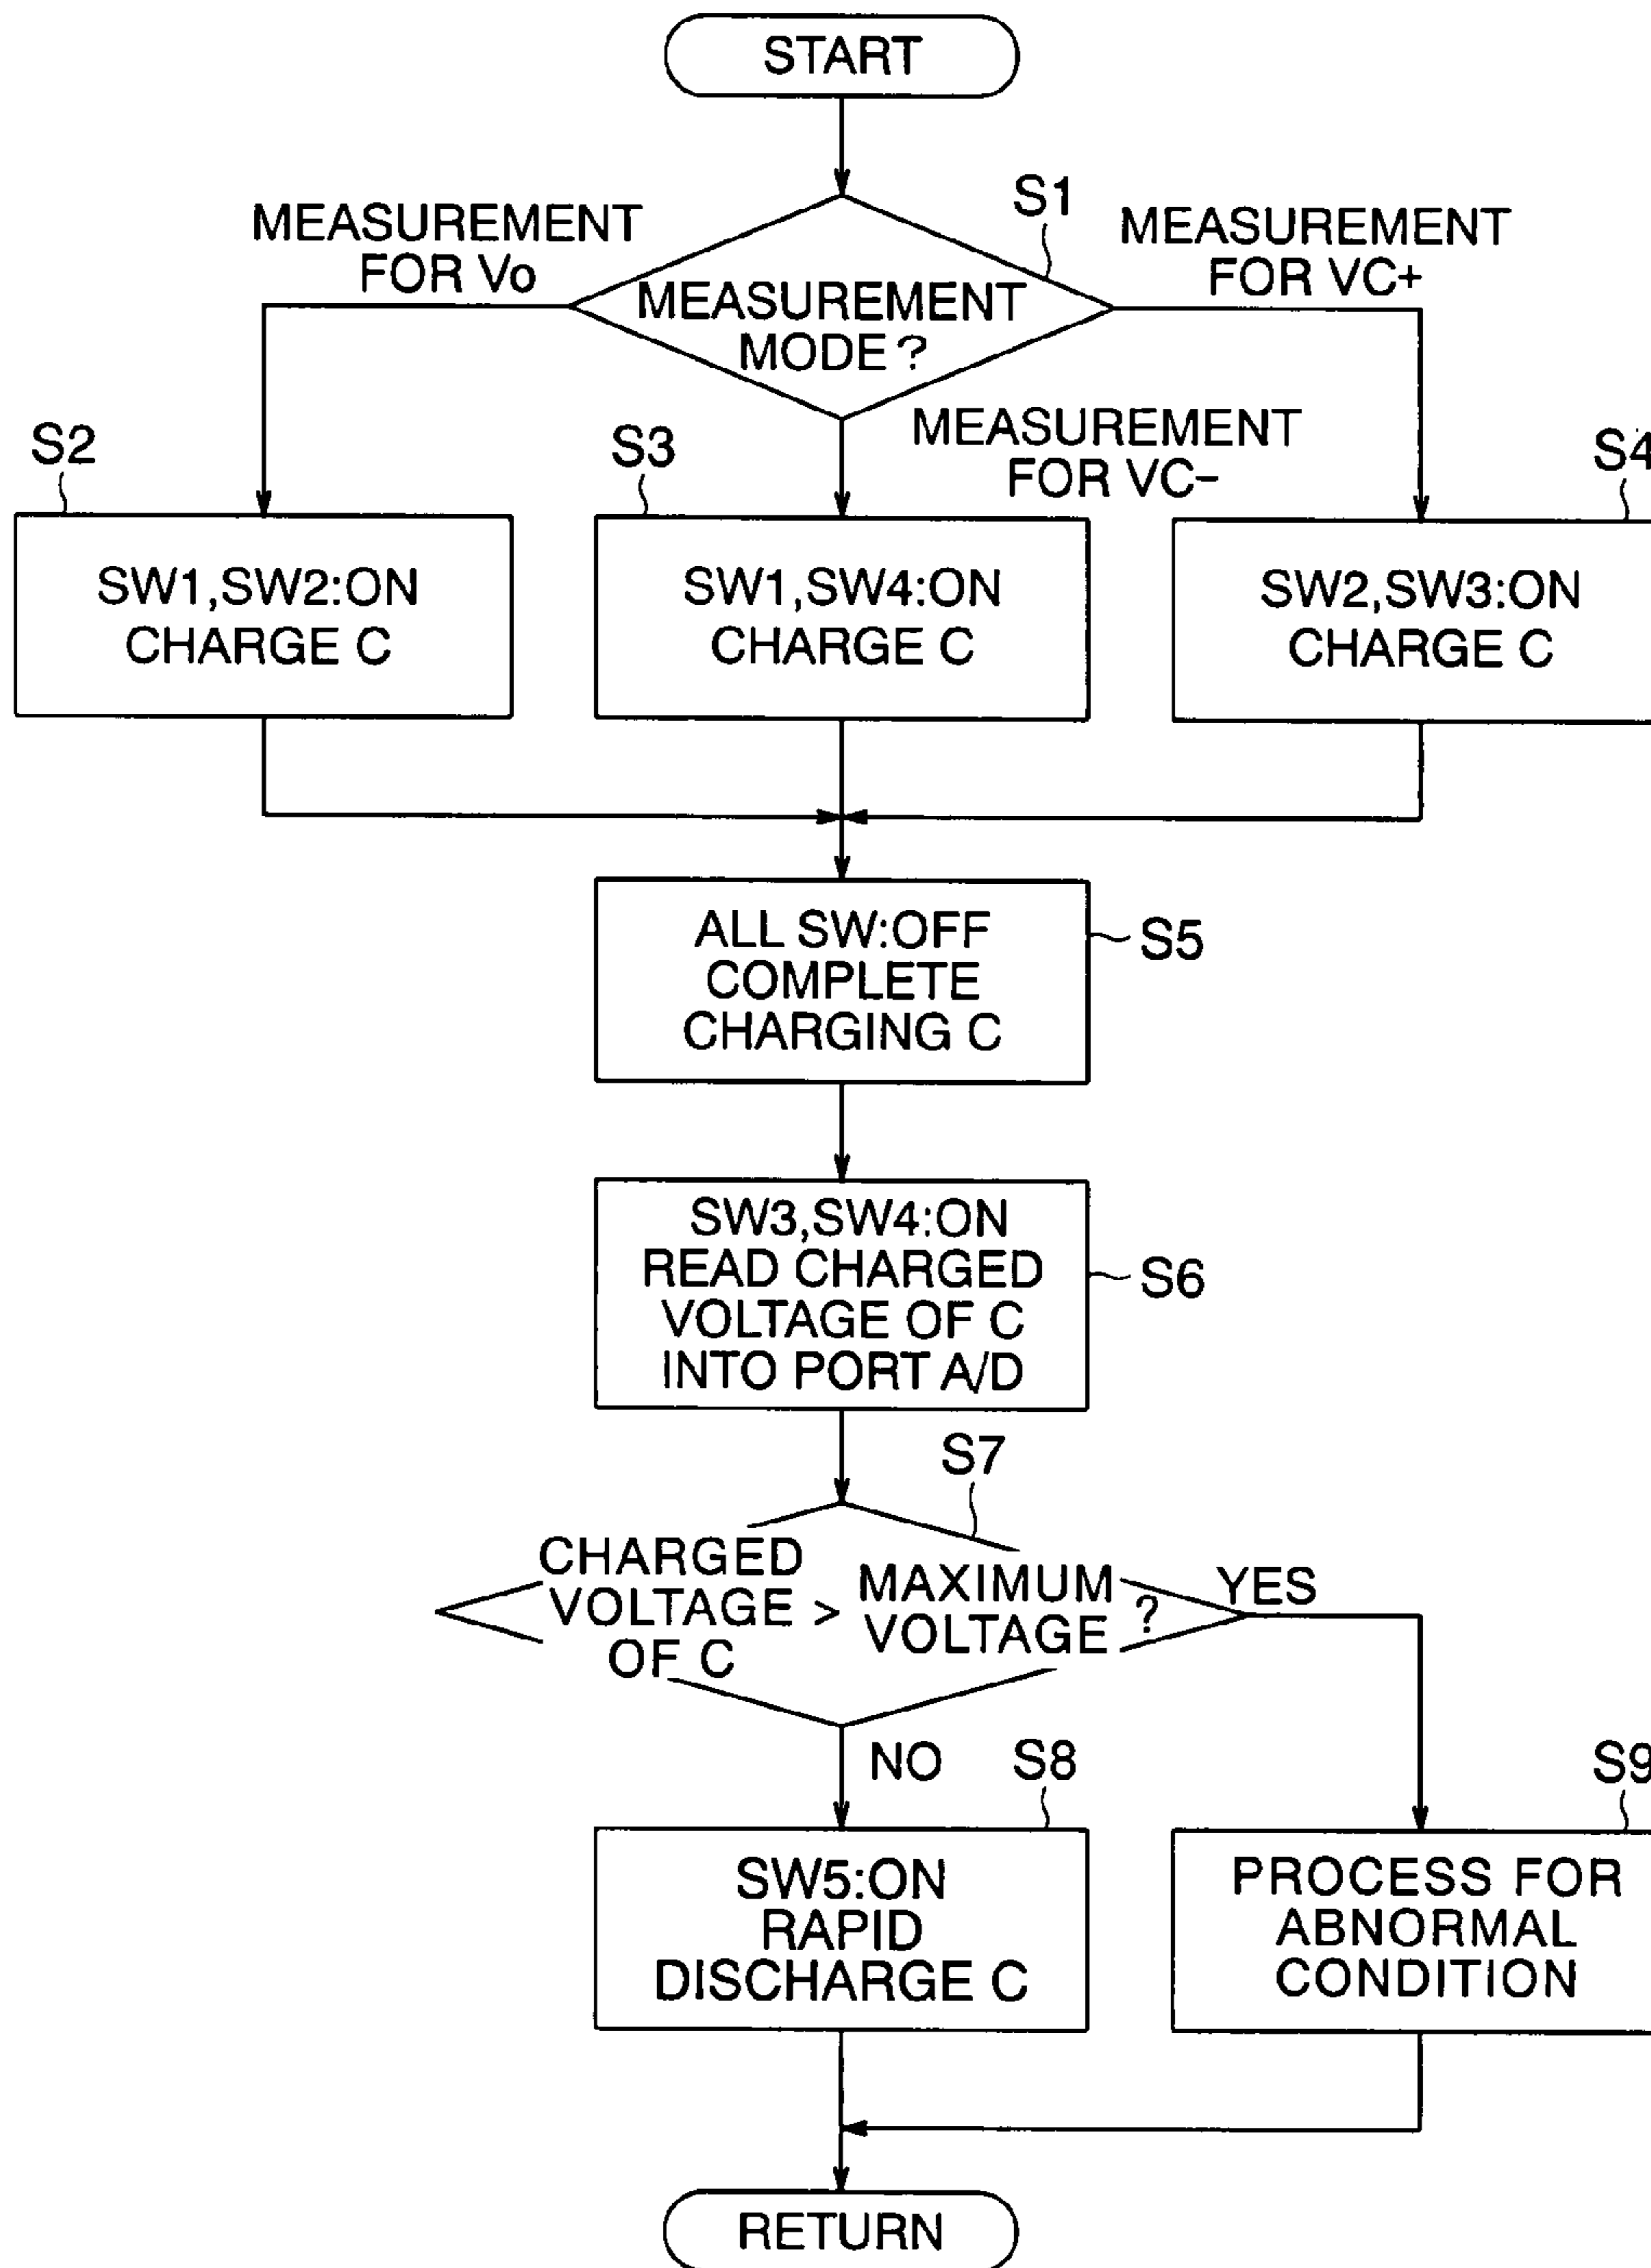 START
S1
MEASUREMENT
FOR Vo
MEASUREMENT
FOR VC+
MEASUREMENT
MODE?
MEASUREMENT
FOR VC-
S2
S3
S4
SW1,SW2:ON
CHARGE C
SW1,SW4:ON
CHARGE C
SW2,SW3:ON
CHARGE C
ALL SW:OFF
COMPLETE
CHARGING C
S5
SW3,SW4:ON
READ CHARGED
VOLTAGE OF C
INTO PORT A/D
S6
S7
CHARGED
VOLTAGE
OF C
>
MAXIMUM
VOLTAGE
?
YES
NO
S8
S9
SW5:ON
RAPID
DISCHARGE C
PROCESS FOR
ABNORMAL
CONDITION
RETURN